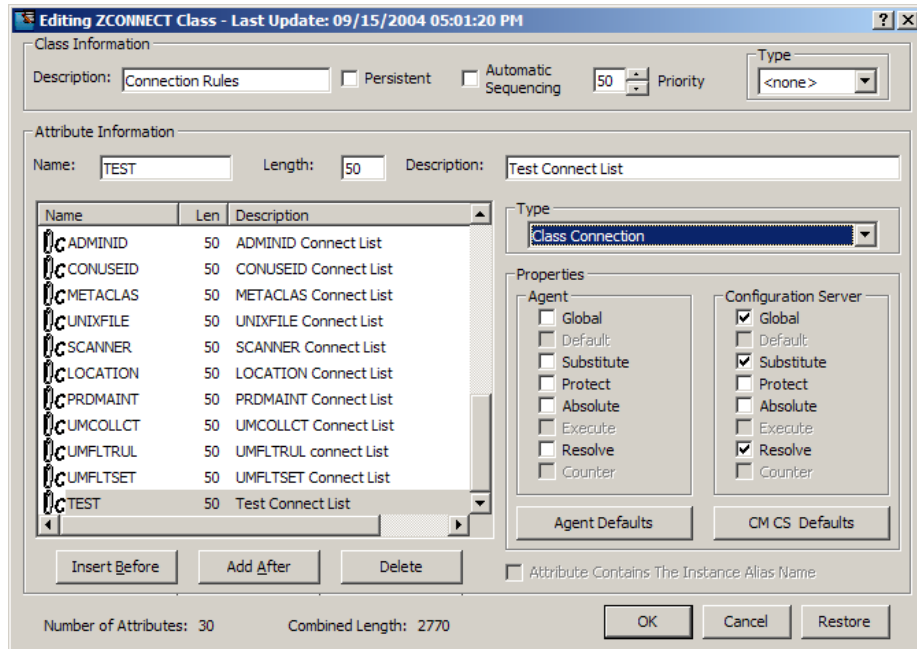 Editing ZCONNECT Class - Last Update: 09/15/2004 05:01:20 PM
Class Information
Description: Connection Rules Persistent Automatic Sequencing 50 Priority
Type
<none>
Attribute Information
Name: TEST Length: 50 Description: Test Connect List
Name Len Description
ADMINID 50 ADMINID Connect List
CONUSEID 50 CONUSEID Connect List
METACLAS 50 METACLAS Connect List
UNIXFILE 50 UNIXFILE Connect List
SCANNER 50 SCANNER Connect List
LOCATION 50 LOCATION Connect List
PRDMAINT 50 PRDMAINT Connect List
UMCOLLCT 50 UMCOLLCT Connect List
UMFLTRUL 50 UMFLTRUL connect List
UMFLTSET 50 UMFLTSET Connect List
TEST 50 Test Connect List
Insert Before Add After Delete
Type
Class Connection
Properties
Agent
Global
Default
Substitute
Protect
Absolute
Execute
Resolve
Counter
Agent Defaults
Configuration Server
Global
Default
Substitute
Protect
Absolute
Execute
Resolve
Counter
CM CS Defaults
Attribute Contains The Instance Alias Name
Number of Attributes: 30 Combined Length: 2770
OK Cancel Restore